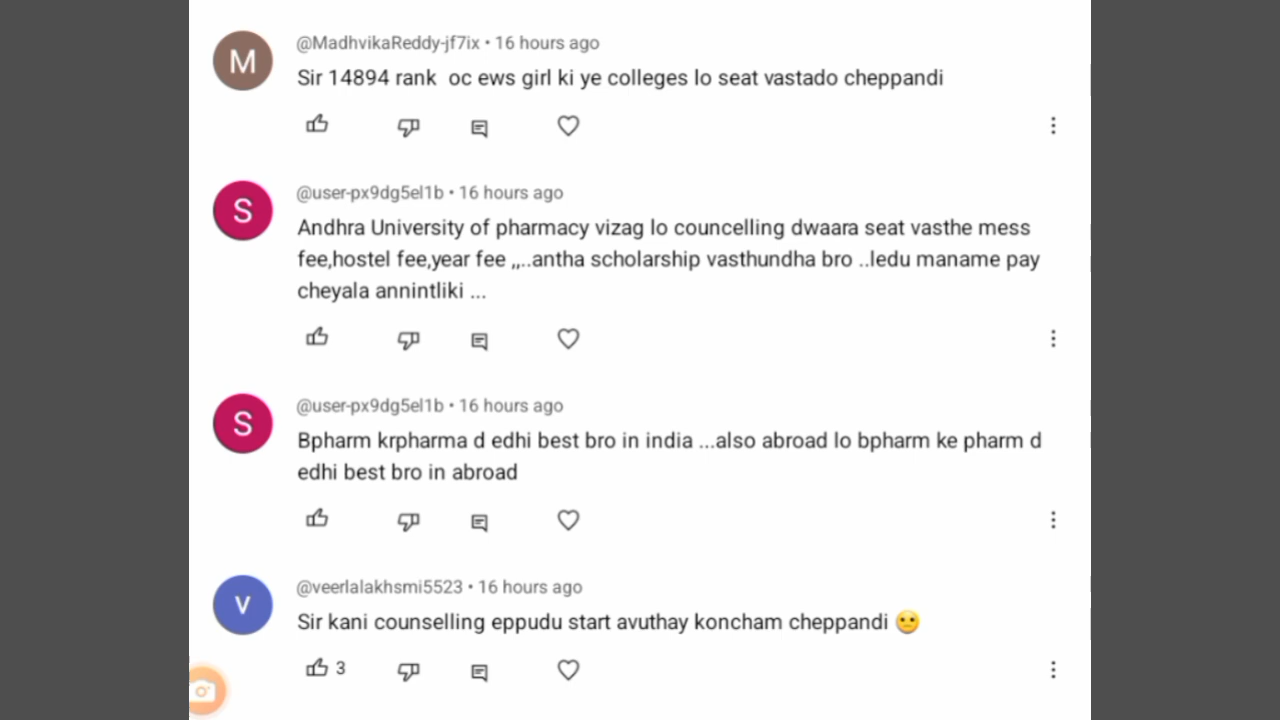 M
@MadhvikaReddy-jf7ix • 16 hours ago
Sir 14894 rank oc ews girl ki ye colleges lo seat vastado cheppandi
S
@user-px9dg5el1b • 16 hours ago
Andhra University of pharmacy vizag lo councelling dwaara seat vasthe mess
fee,hostel fee,year fee ,,..antha scholarship vasthundha bro ..ledu maname pay
cheyala annintliki ...
S
@user-px9dg5el1b • 16 hours ago
Bpharm krpharma d edhi best bro in india ...also abroad lo bpharm ke pharm d
edhi best bro in abroad
V
@veerlalakhsmi5523 • 16 hours ago
Sir kani counselling eppudu start avuthay koncham cheppandi 😕
3